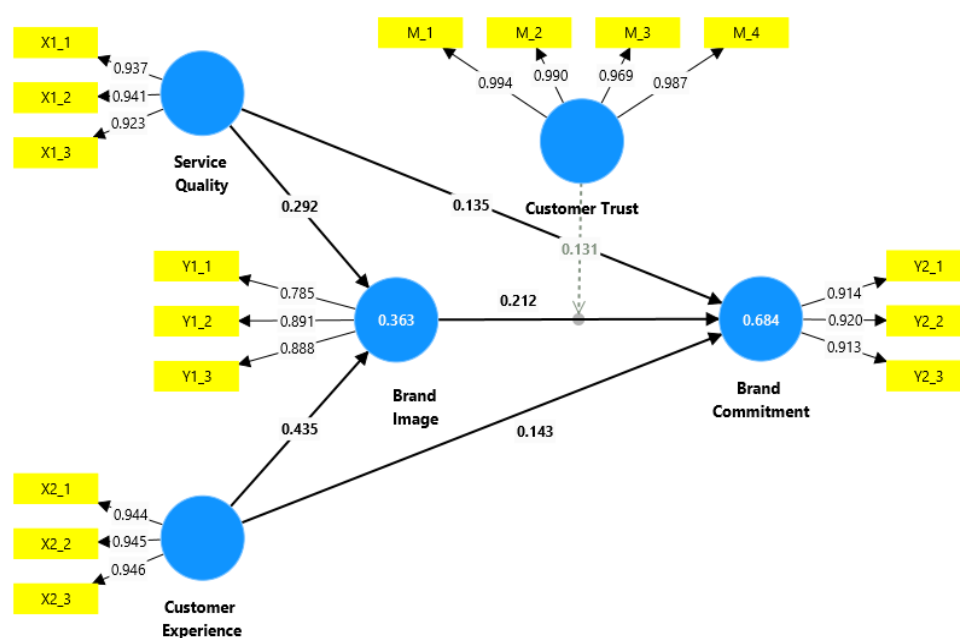 X1_1
X1_2
X1_3
0.937
0.941
0.923
Service
Quality
M_1
M_2
M_3
M_4
0.994
0.990
0.969
0.987
Customer Trust
0.292
0.135
0.131
Y1_1
Y1_2
Y1_3
0.785
0.891
0.888
0.363
Brand
Image
0.212
0.684
Brand
Commitment
0.914
0.920
0.913
Y2_1
Y2_2
Y2_3
0.435
0.143
X2_1
X2_2
X2_3
0.944
0.945
0.946
Customer
Experience